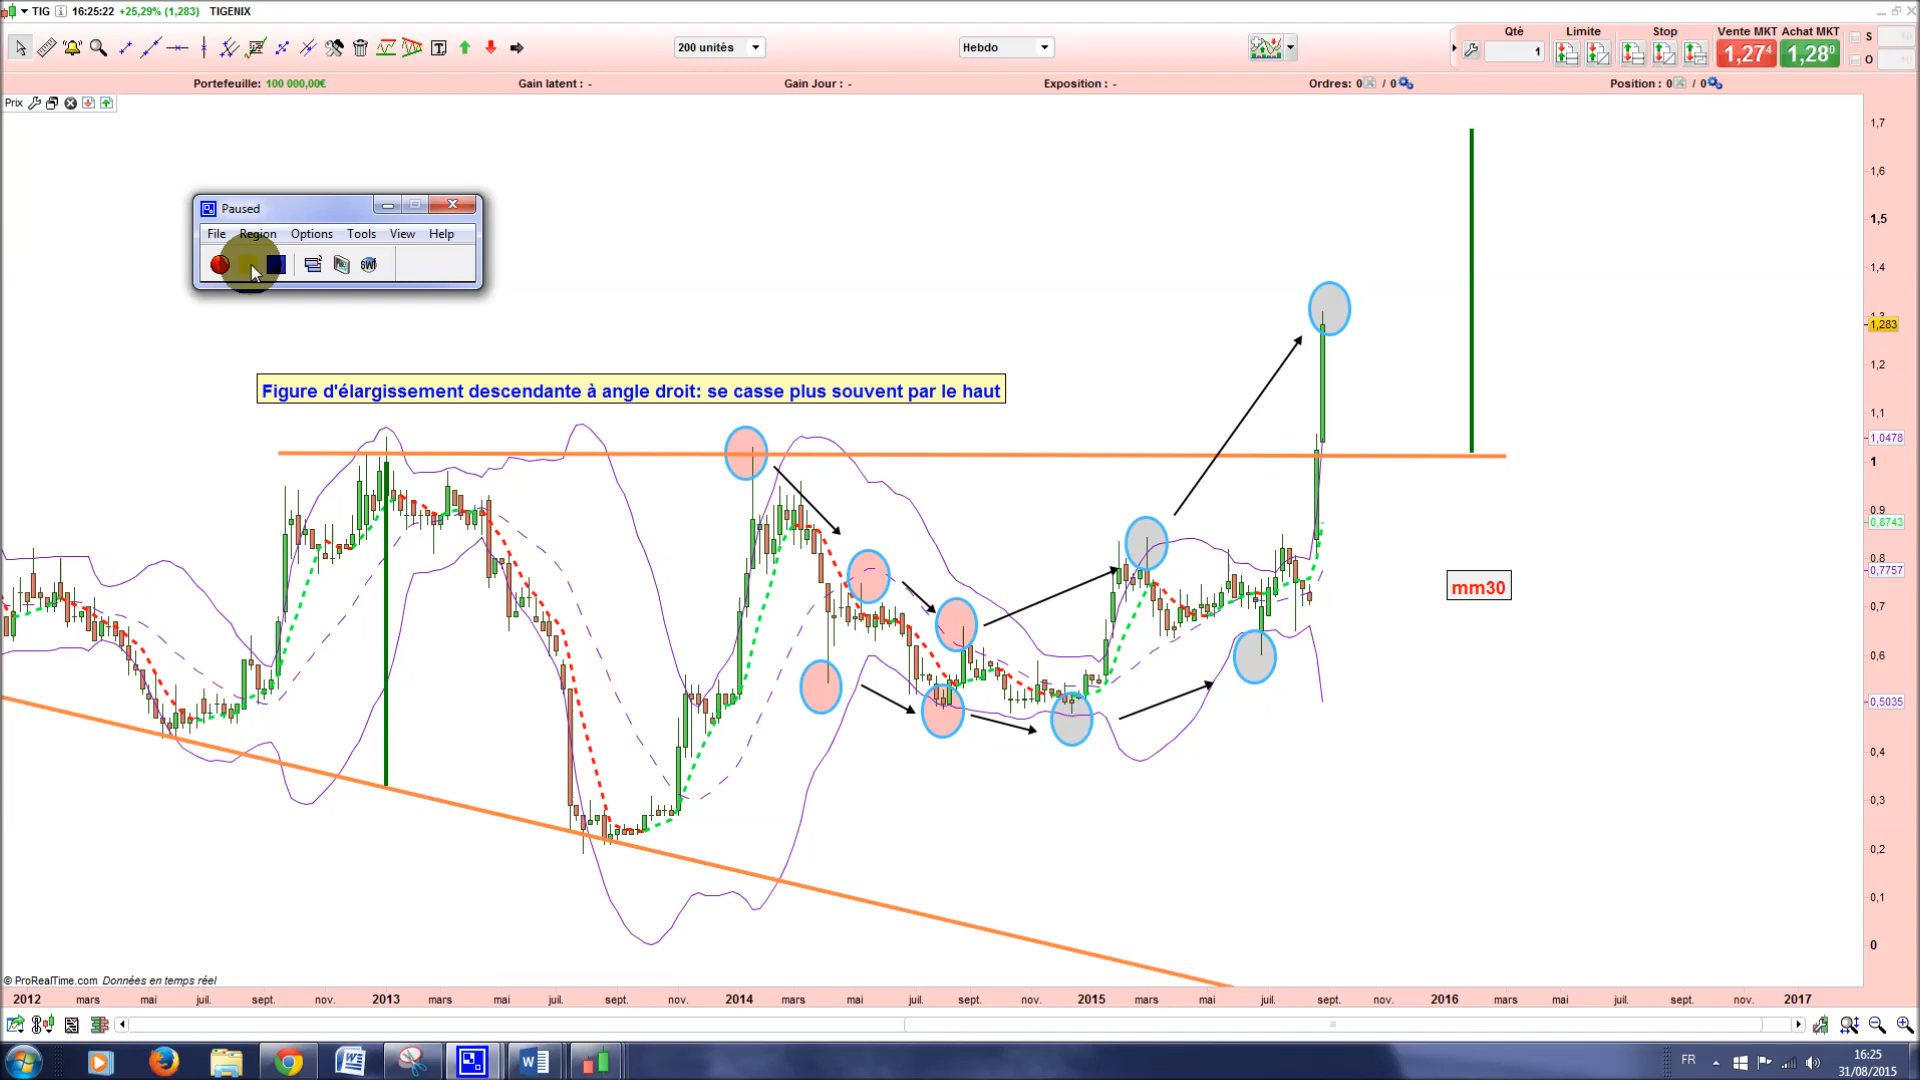 TIG 16:25:22 +25,29% (1,283) TIGENIX
200 unités
Hebdo
Qté Limite Stop Vente MKT Achat MKT
1
1,27⁴ 1,28⁰
S
O
Portefeuille: 100 000,00€ Gain latent : - Gain Jour : - Exposition : - Ordres: 0 / 0 Position : 0 / 0
Prix
Paused
File Region Options Tools View Help
SWF
Figure d'élargissement descendante à angle droit: se casse plus souvent par le haut
mm30
1,7
1,6
1,5
1,4
1,3
1,283
1,2
1,1
1,0478
1
0,9
0,8743
0,8
0,7757
0,7
0,6
0,5035
0,4
0,3
0,2
0,1
0
© ProRealTime.com Données en temps réel
2012 mars mai juil. sept. nov. 2013 mars mai juil. sept. nov. 2014 mars mai juil. sept. nov. 2015 mars mai juil. sept. nov. 2016 mars mai juil. sept. nov. 2017
FR
16:25
31/08/2015